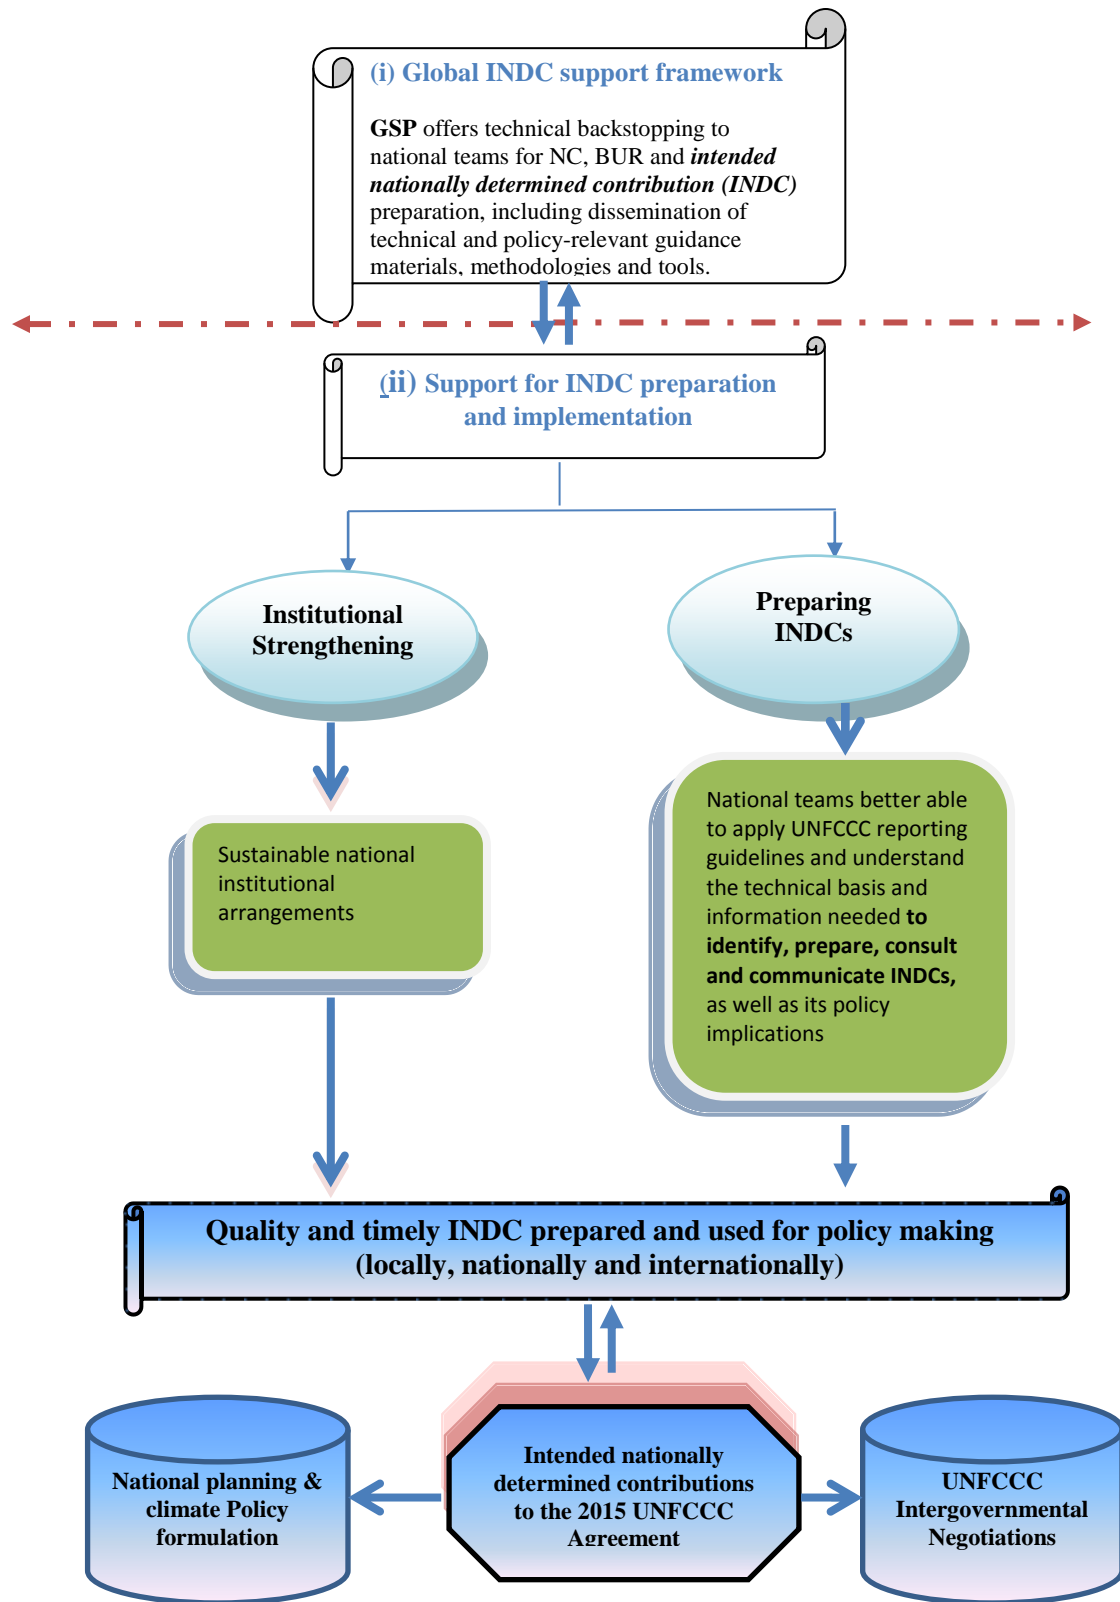 (i) Global INDC support framework
GSP offers technical backstopping to
national teams for NC, BUR and intended
nationally determined contribution (INDC)
preparation, including dissemination of
technical and policy-relevant guidance
materials, methodologies and tools.
(ii) Support for INDC preparation
and implementation
Institutional
Strengthening
Preparing
INDCs
Sustainable national
institutional
arrangements
National teams better able
to apply UNFCCC reporting
guidelines and understand
the technical basis and
information needed to
identify, prepare, consult
and communicate INDCs,
as well as its policy
implications
Quality and timely INDC prepared and used for policy making
(locally, nationally and internationally)
National planning &
climate Policy
formulation
Intended nationally
determined contributions
to the 2015 UNFCCC
Agreement
UNFCCC
Intergovernmental
Negotiations